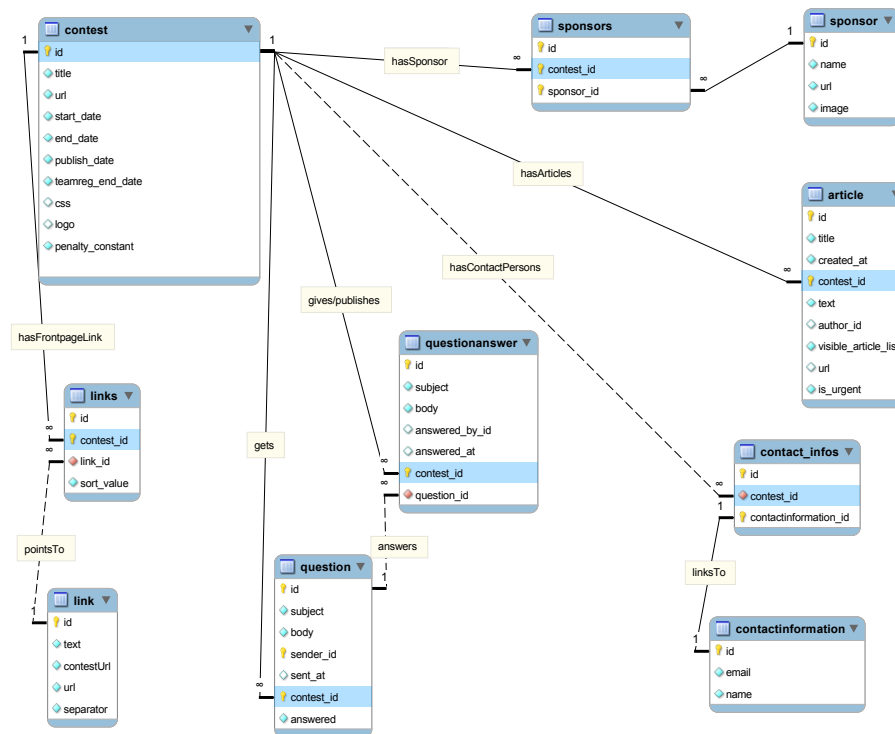 contest
id
title
url
start_date
end_date
publish_date
teamreg_end_date
css
logo
penalty_constant
1
1
hasSponsor
∞
sponsors
id
contest_id
sponsor_id
∞
1
sponsor
id
name
url
image
hasArticles
∞
article
id
title
created_at
contest_id
text
author_id
visible_article_lis
url
is_urgent
hasContactPersons
gives/publishes
hasFrontpageLink
questionanswer
id
subject
body
answered_by_id
answered_at
contest_id
question_id
∞
∞
links
id
contest_id
link_id
sort_value
∞
∞
gets
contact_infos
id
contest_id
contactinformation_id
∞
1
pointsTo
answers
linksTo
question
id
subject
body
sender_id
sent_at
contest_id
answered
1
∞
link
id
text
contestUrl
url
separator
1
contactinformation
id
email
name
1